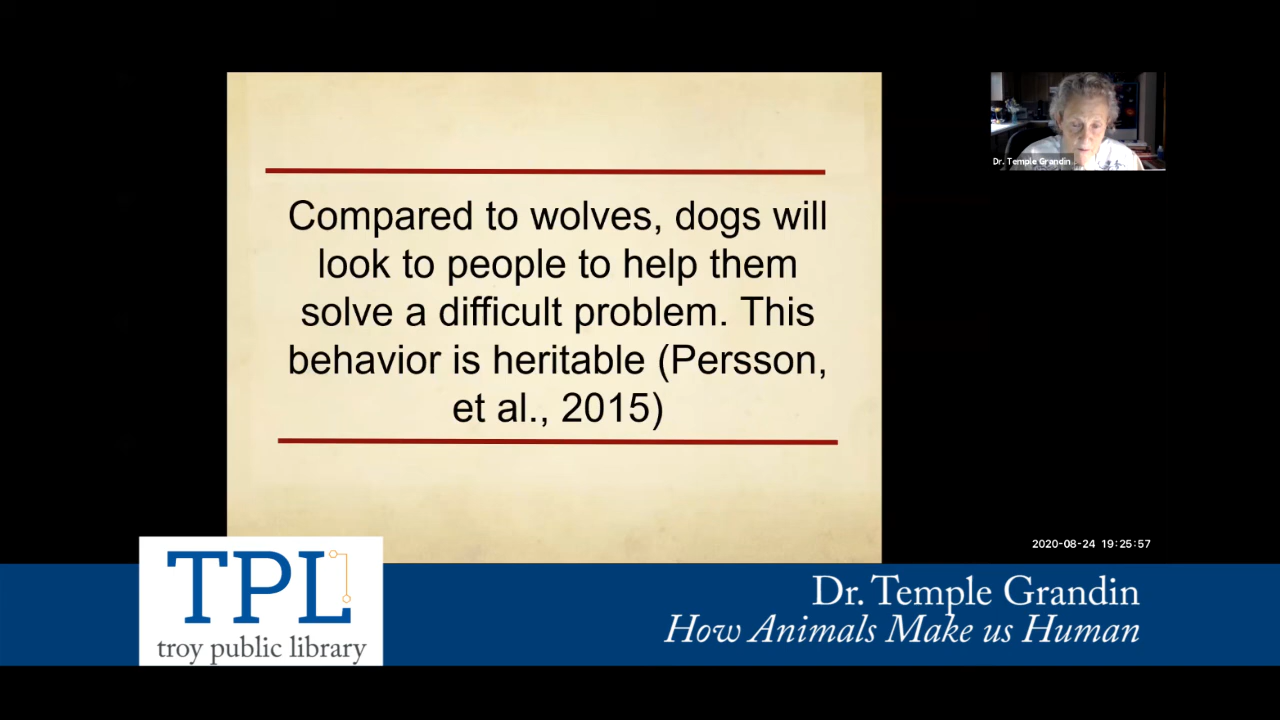 Compared to wolves, dogs will
look to people to help them
solve a difficult problem. This
behavior is heritable (Persson,
et al., 2015)
Dr. Temple Grandin
2020-08-24 19:25:57
TPL
troy public library
Dr. Temple Grandin
How Animals Make us Human